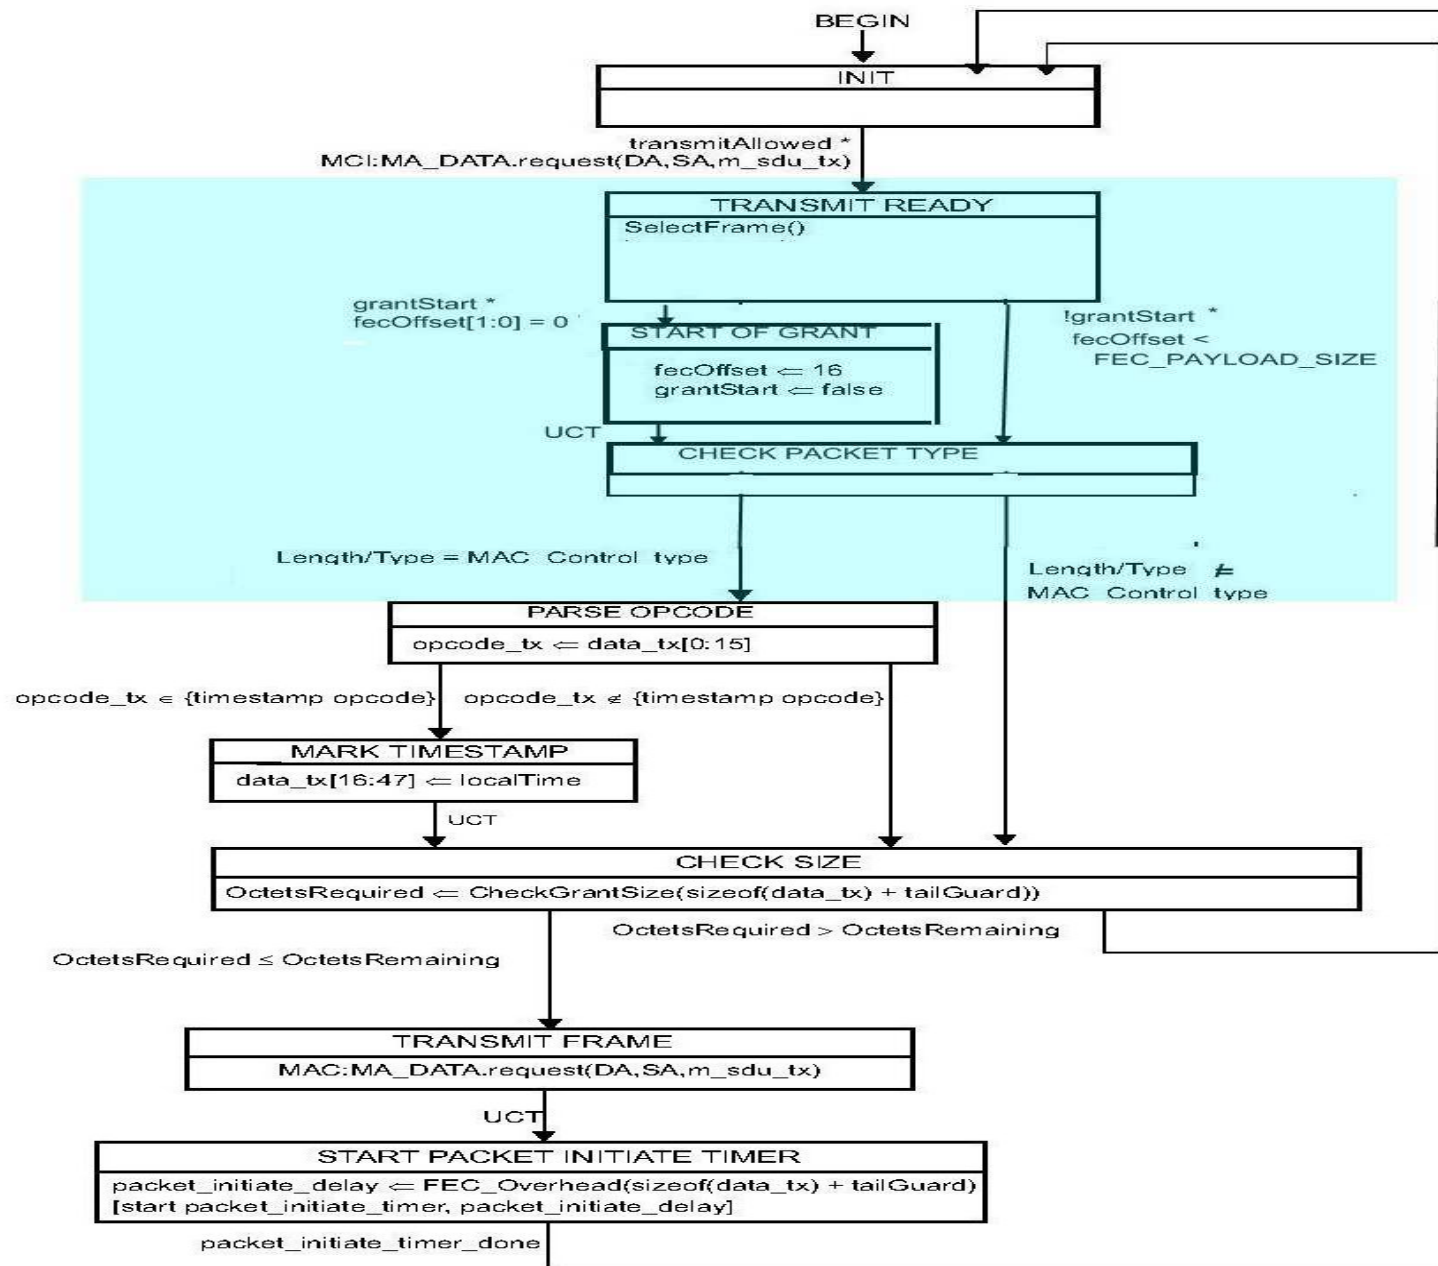 BEGIN
INIT
transmitAllowed *
MCI:MA_DATA.request(DA,SA,m_sdu_tx)
TRANSMIT READY
SelectFrame()
grantStart *
fecOffset[1:0] = 0
!grantStart *
fecOffset <
FEC_PAYLOAD_SIZE
START OF GRANT
fecOffset ⇐ 16
grantStart ⇐ false
UCT
CHECK PACKET TYPE
Length/Type = MAC Control type
Length/Type ≠
MAC Control type
PARSE OPCODE
opcode_tx ⇐ data_tx[0:15]
opcode_tx ∈ {timestamp opcode}
opcode_tx ∉ {timestamp opcode}
MARK TIMESTAMP
data_tx[16:47] ⇐ localTime
UCT
CHECK SIZE
OctetsRequired ⇐ CheckGrantSize(sizeof(data_tx) + tailGuard))
OctetsRequired > OctetsRemaining
OctetsRequired ≤ OctetsRemaining
TRANSMIT FRAME
MAC:MA_DATA.request(DA,SA,m_sdu_tx)
UCT
START PACKET INITIATE TIMER
packet_initiate_delay ⇐ FEC_Overhead(sizeof(data_tx) + tailGuard)
[start packet_initiate_timer, packet_initiate_delay]
packet_initiate_timer_done